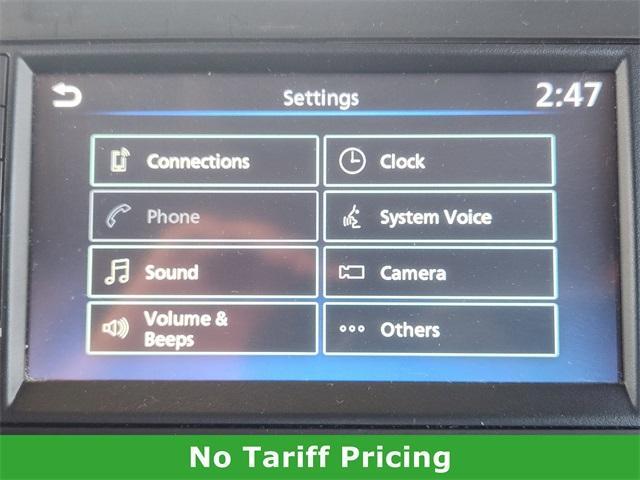 Settings 2:47
Connections Clock
Phone System Voice
Sound Camera
Volume & Others
Beeps
No Tariff Pricing